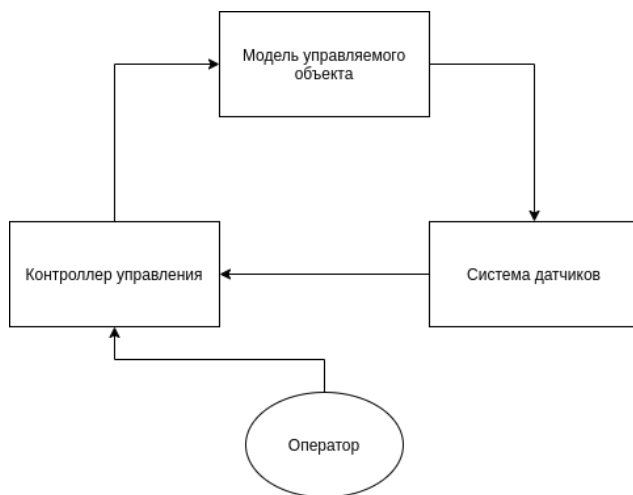 Модель управляемого
объекта
Контроллер управления
Система датчиков
Оператор